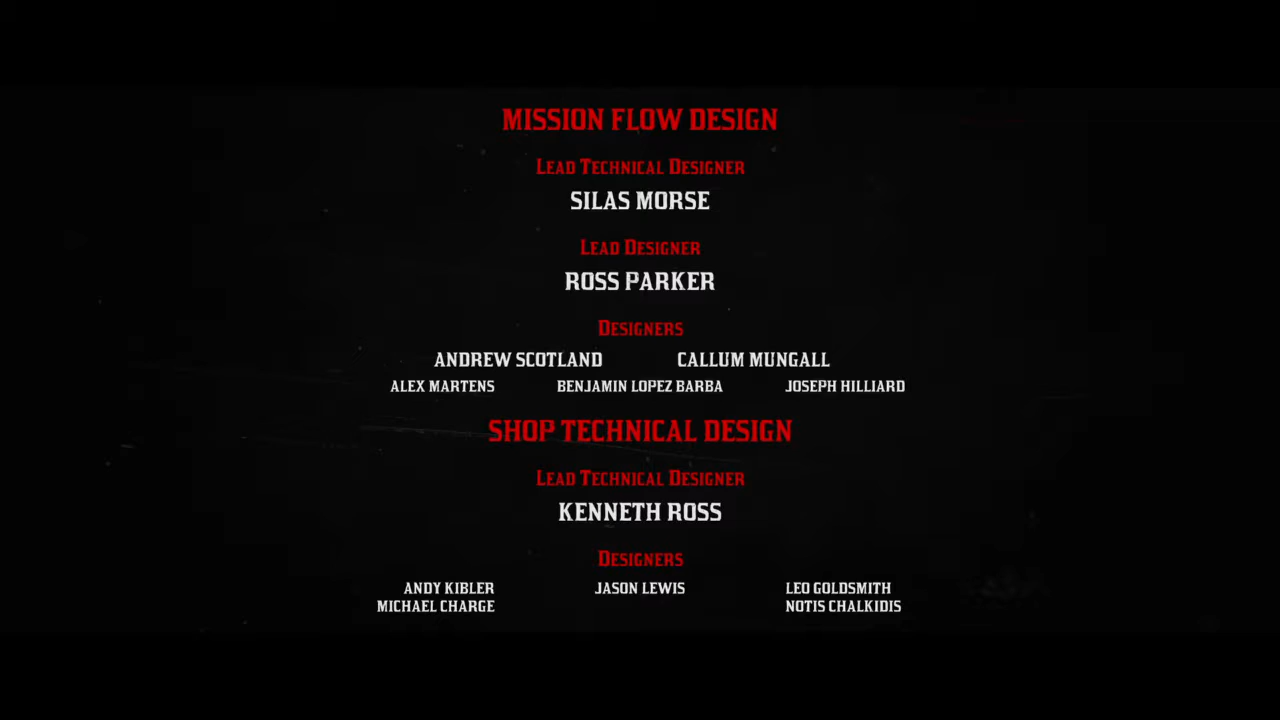 MISSION FLOW DESIGN
LEAD TECHNICAL DESIGNER
SILAS MORSE
LEAD DESIGNER
ROSS PARKER
DESIGNERS
ANDREW SCOTLAND CALLUM MUNGALL
ALEX MARTENS BENJAMIN LOPEZ BARBA JOSEPH HILLIARD
SHOP TECHNICAL DESIGN
LEAD TECHNICAL DESIGNER
KENNETH ROSS
DESIGNERS
ANDY KIBLER JASON LEWIS LEO GOLDSMITH
MICHAEL CHARGE NOTIS CHALKIDIS